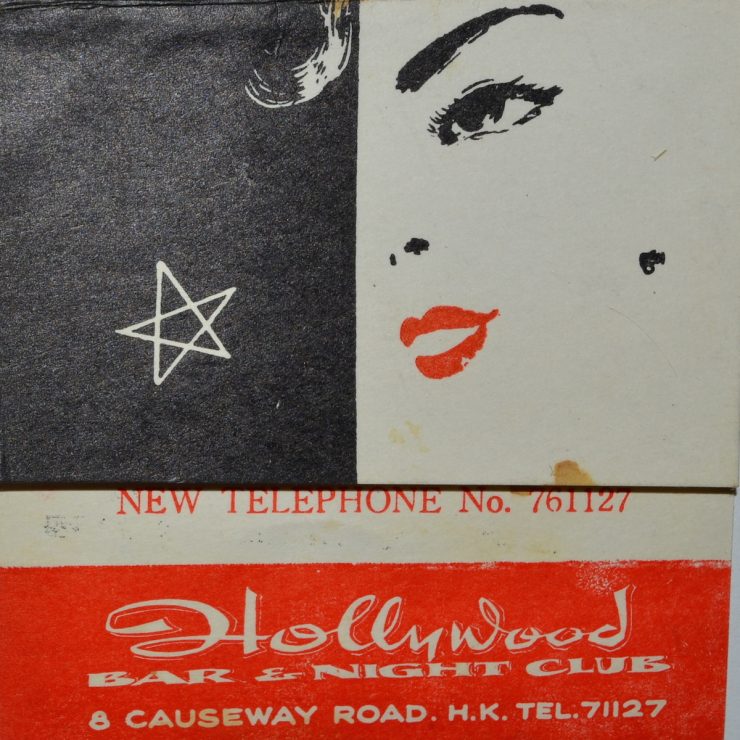 NEW TELEPHONE No. 761127
Hollywood
BAR & NIGHT CLUB
8 CAUSEWAY ROAD. H.K. TEL.71127